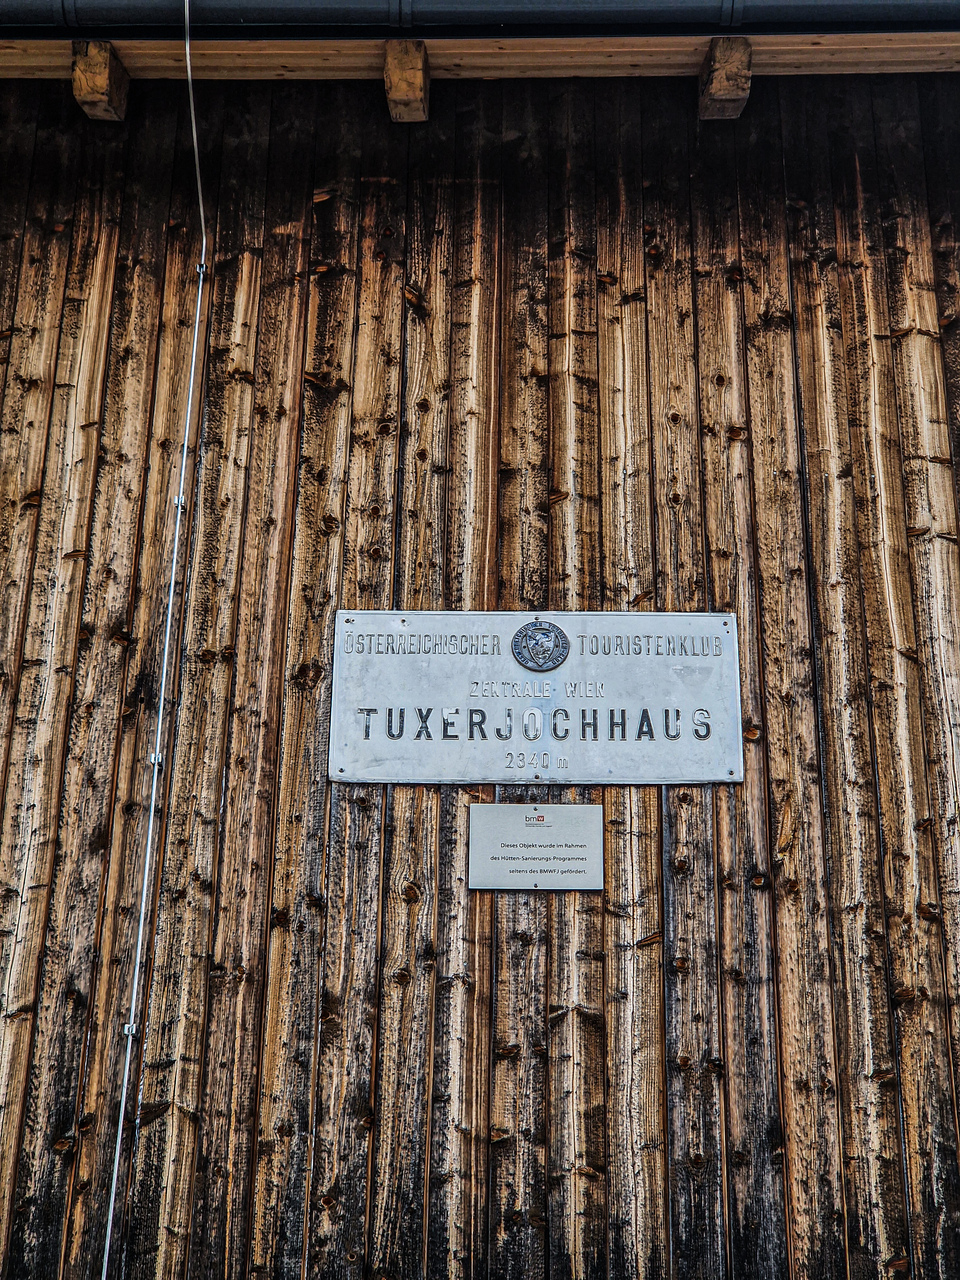 ÖSTERREICHISCHER TOURISTENKLUB
ZENTRALE WIEN
TUXERJOCHHAUS
2340 m
bmw
Dieses Objekt wurde im Rahmen
des Hütten-Sanierungs-Programmes
seitens des BMWFJ gefördert.